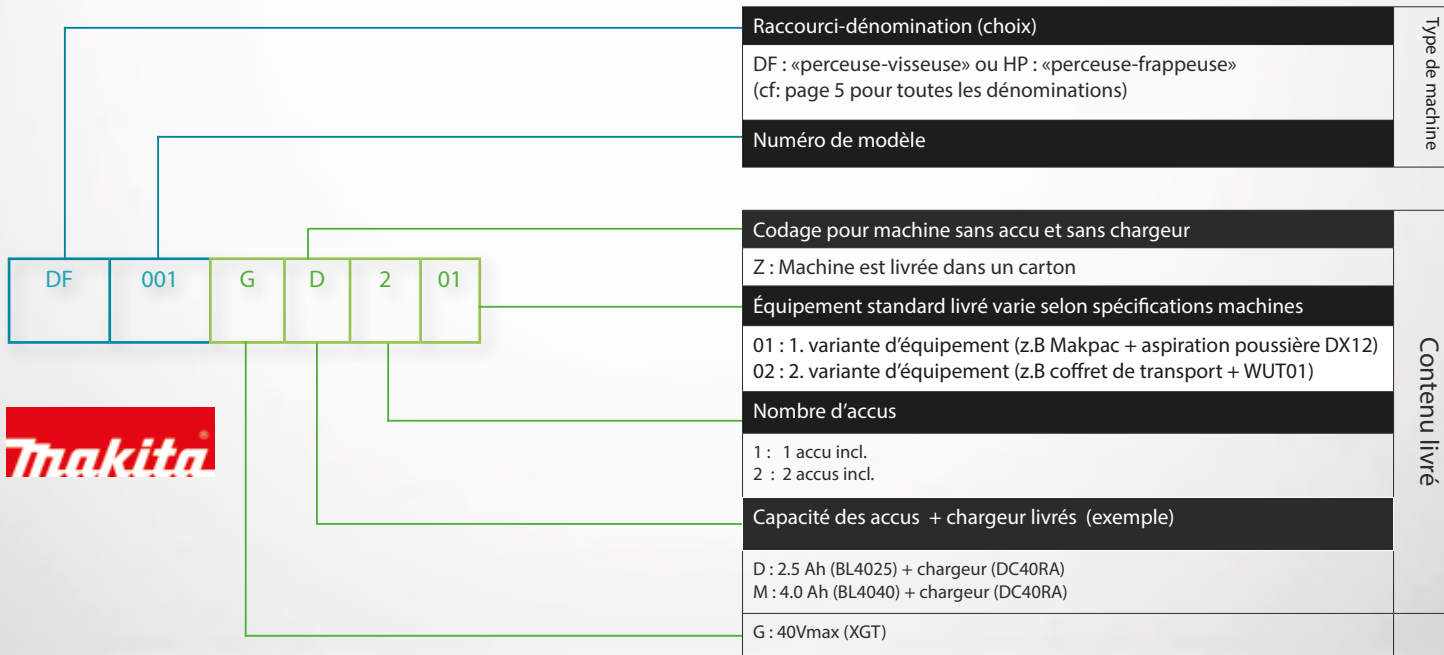 Raccourci-dénomination (choix)
DF : «perceuse-visseuse» ou HP : «perceuse-frappeuse»
(cf: page 5 pour toutes les dénominations)
Numéro de modèle
Type de machine
Codage pour machine sans accu et sans chargeur
Z : Machine est livrée dans un carton
Équipement standard livré varie selon spécifications machines
01 : 1. variante d'équipement (z.B Makpac + aspiration poussière DX12)
02 : 2. variante d'équipement (z.B coffret de transport + WUT01)
Nombre d'accus
1 : 1 accu incl.
2 : 2 accus incl.
Capacité des accus + chargeur livrés (exemple)
D : 2.5 Ah (BL4025) + chargeur (DC40RA)
M : 4.0 Ah (BL4040) + chargeur (DC40RA)
G : 40Vmax (XGT)
Contenu livré
DF 001 G D 2 01
makita®